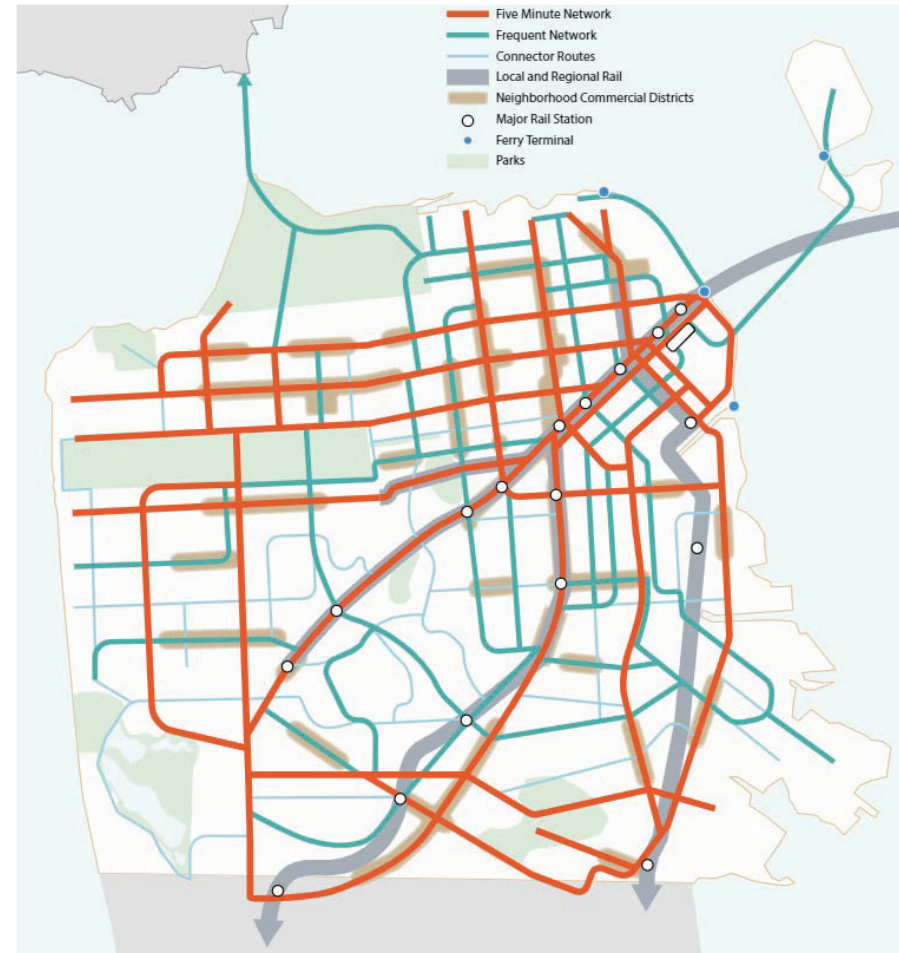 Five Minute Network
Frequent Network
Connector Routes
Local and Regional Rail
Neighborhood Commercial Districts
Major Rail Station
Ferry Terminal
Parks